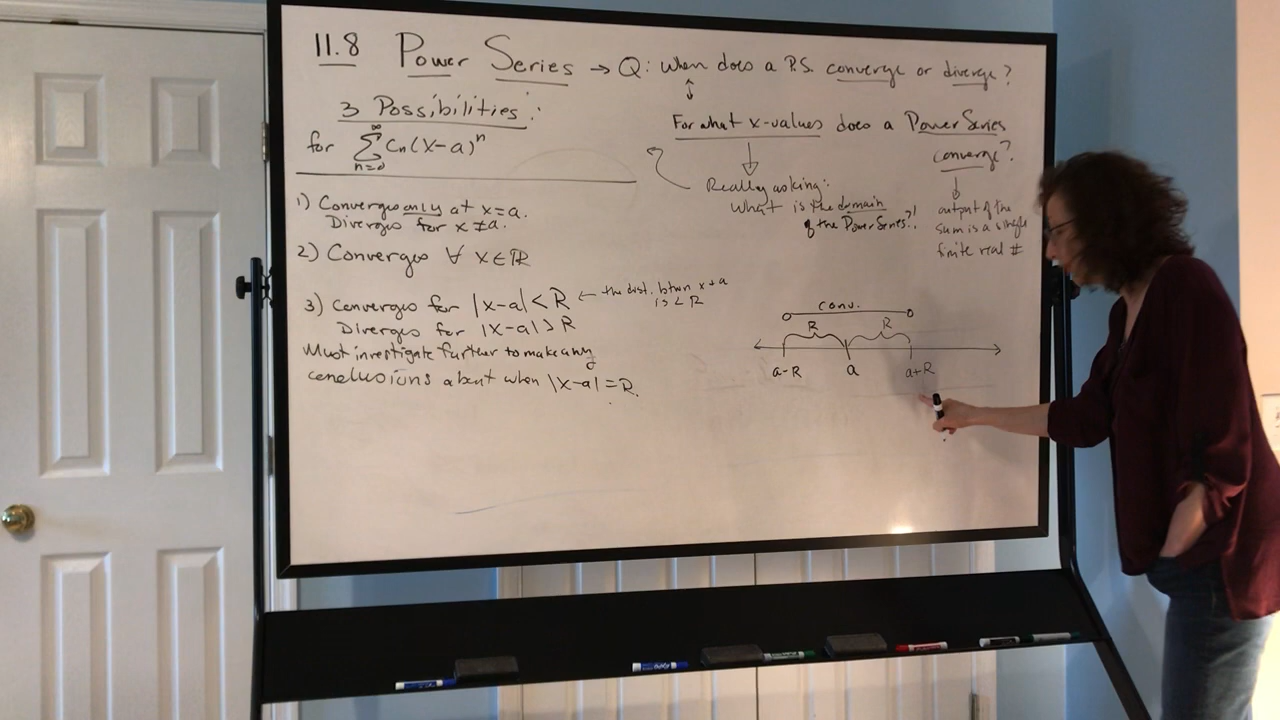 11.8 Power Series → Q: When does a P.S. converge or diverge?
↕
For what x-values does a Power Series
converge?
3 Possibilities:
for ∑_{n=0}^{∞} Cn(x-a)^n
Really asking:
What is the domain
of the Power Series?!
output of the
sum is a single
finite real #
1) Converges only at x=a.
Diverges for x≠a.
2) Converges ∀ x∈ℝ
3) Converges for |x-a|<R ← the dist. btwn x + a
is < R
Diverges for |x-a|>R
Must investigate further to make any
conclusions about when |x-a|=R.
conv.
R R
a-R a a+R